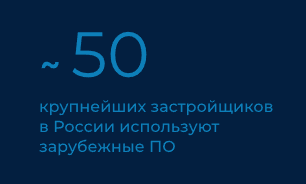 ~ 50
крупнейших застройщиков
в России используют
зарубежные ПО